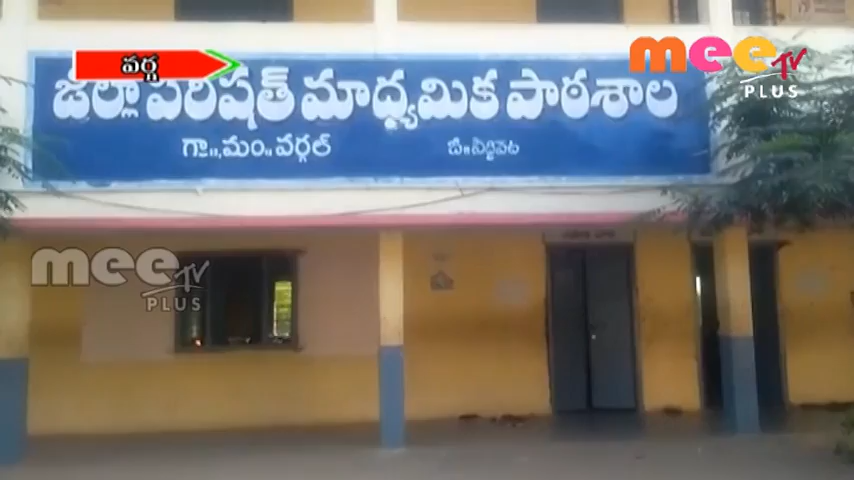 వర్గ
mee TV
PLUS
జిల్లా పరిషత్ మాధ్యమిక పాఠశాల
గ్రా..,మం॥ వర్గల్ జి॥ సిద్దిపేట
mee TV
PLUS